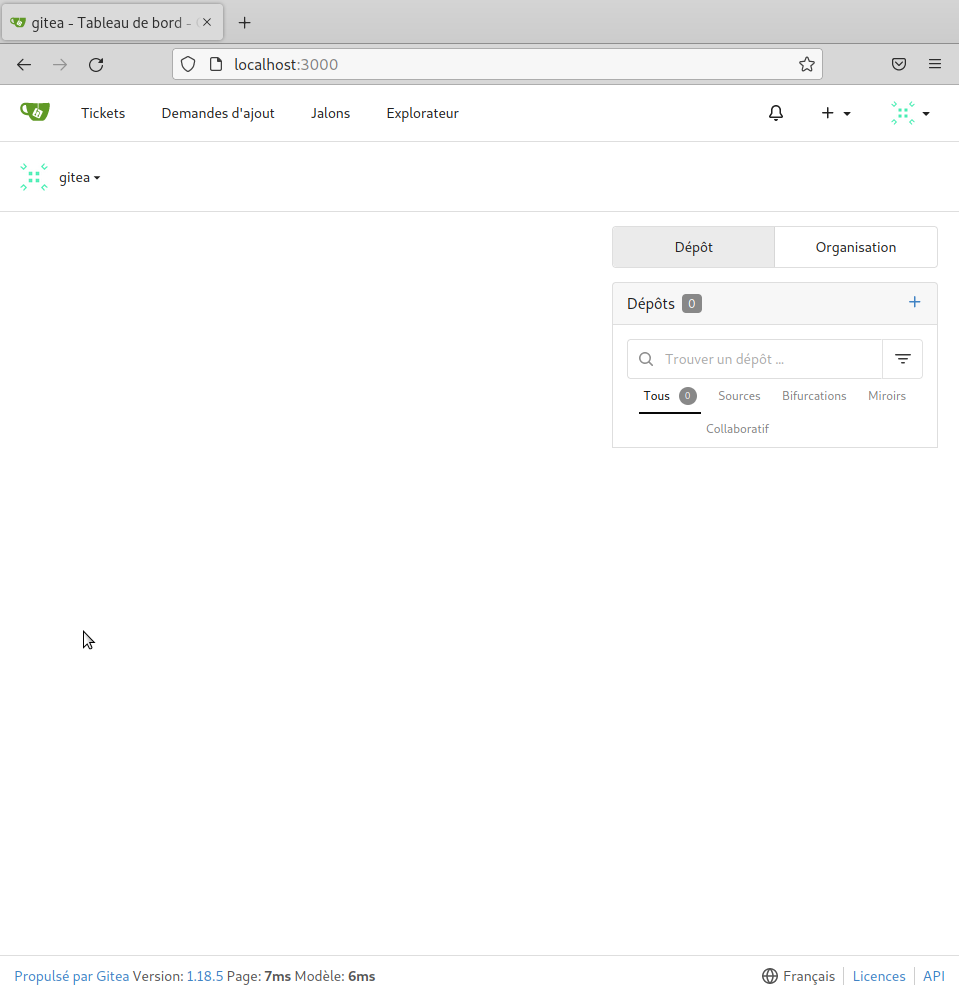 gitea - Tableau de bord -
localhost:3000
Tickets Demandes d'ajout Jalons Explorateur
gitea
Dépôt Organisation
Dépôts 0
Trouver un dépôt ...
Tous 0 Sources Bifurcations Miroirs
Collaboratif
Propulsé par Gitea Version: 1.18.5 Page: 7ms Modèle: 6ms Français Licences API